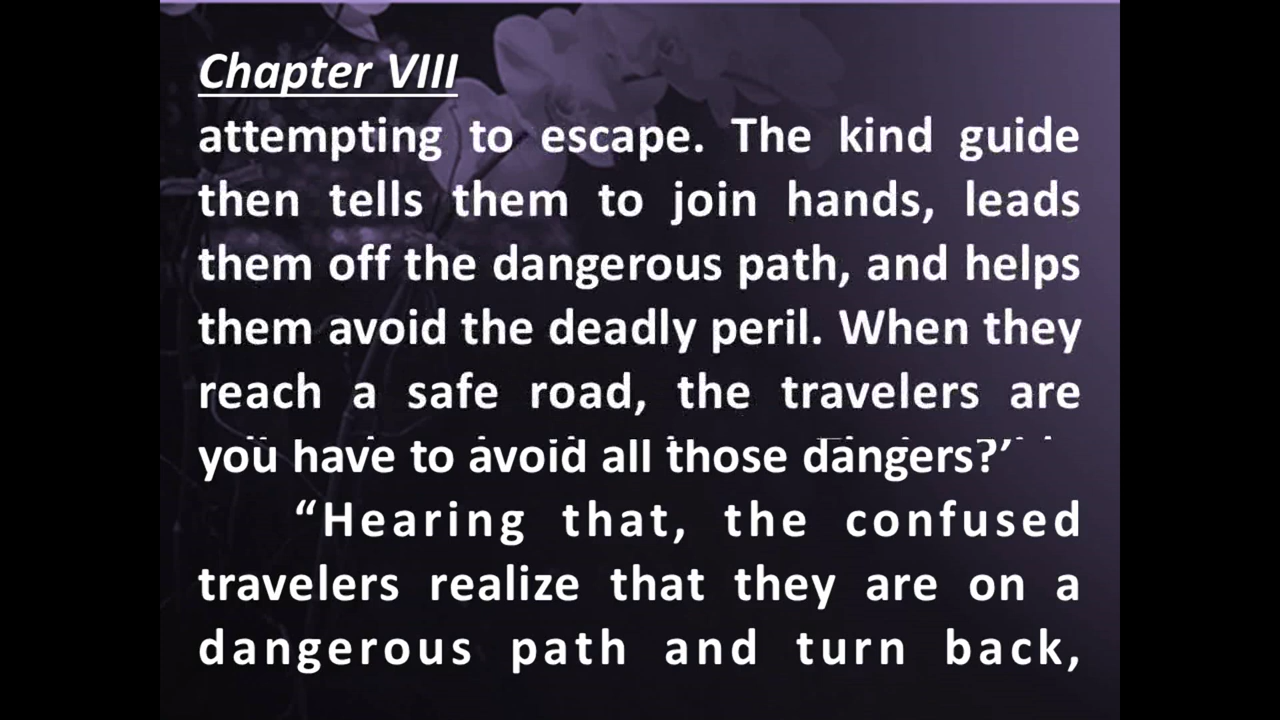 Chapter VIII
attempting to escape. The kind guide
then tells them to join hands, leads
them off the dangerous path, and helps
them avoid the deadly peril. When they
reach a safe road, the travelers are
you have to avoid all those dangers?’
“Hearing that, the confused
travelers realize that they are on a
dangerous path and turn back,